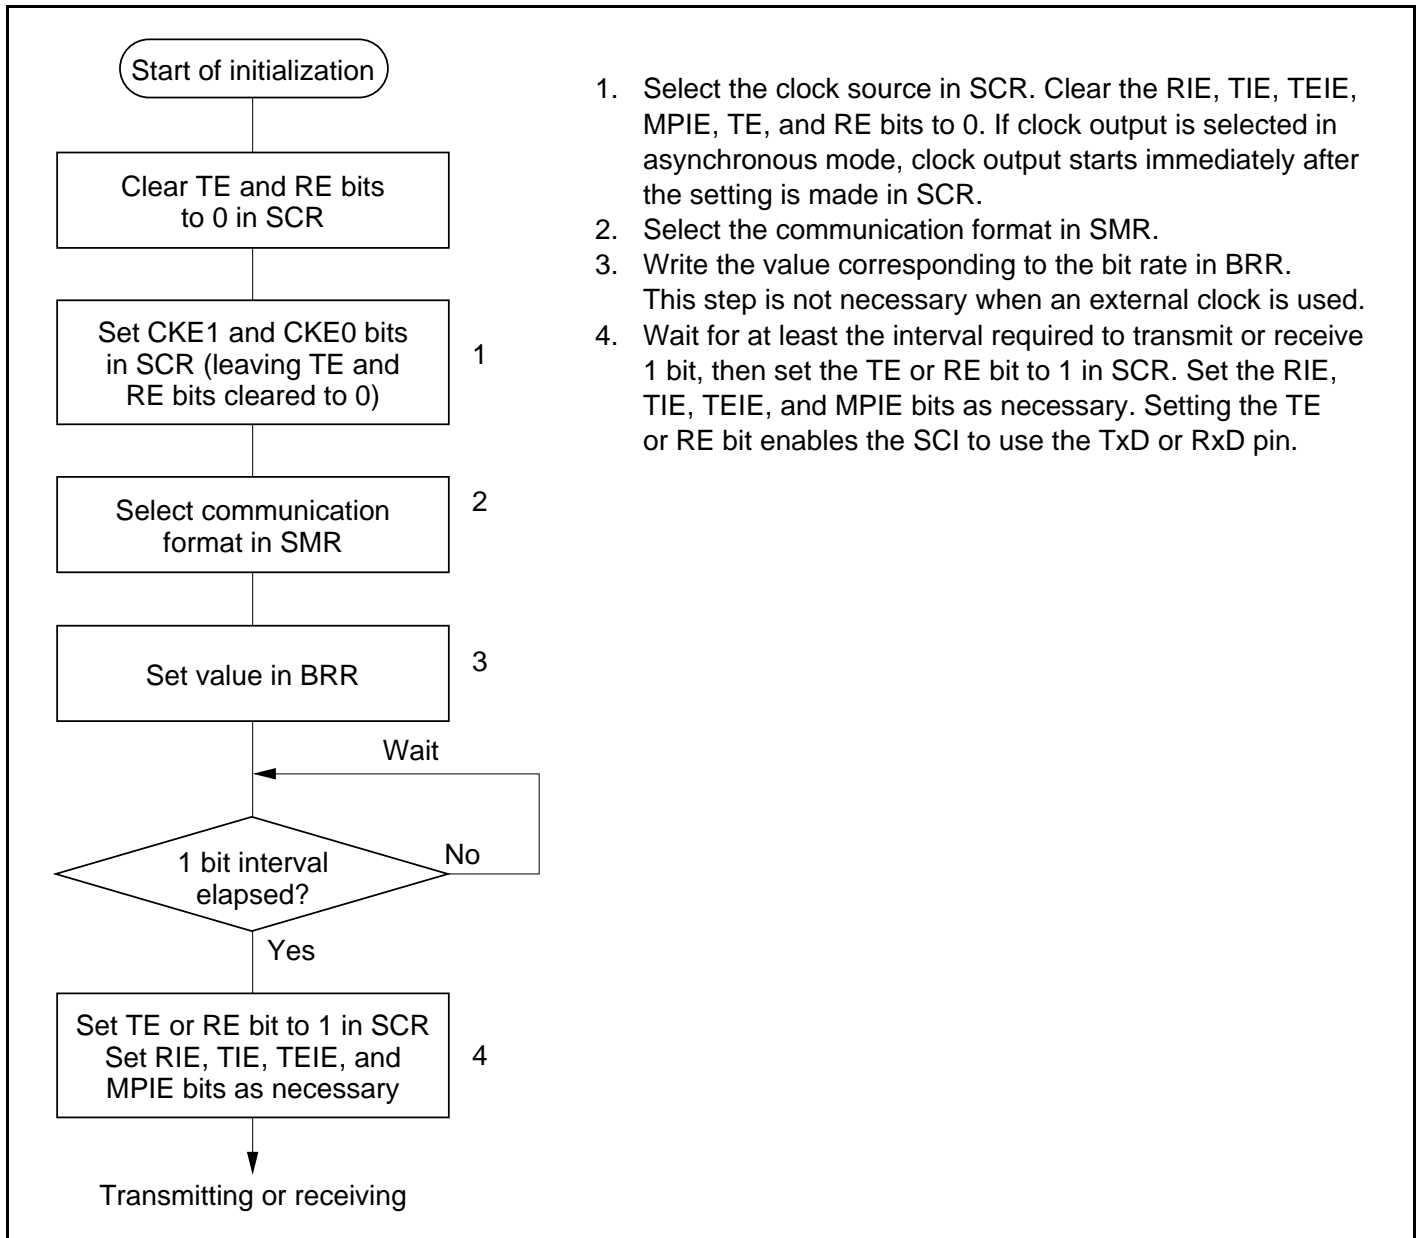 Start of initialization
Clear TE and RE bits
to 0 in SCR
Set CKE1 and CKE0 bits
in SCR (leaving TE and
RE bits cleared to 0)
1
Select communication
format in SMR
2
Set value in BRR
3
Wait
1 bit interval
elapsed?
No
Yes
Set TE or RE bit to 1 in SCR
Set RIE, TIE, TEIE, and
MPIE bits as necessary
4
Transmitting or receiving
1. Select the clock source in SCR. Clear the RIE, TIE, TEIE,
MPIE, TE, and RE bits to 0. If clock output is selected in
asynchronous mode, clock output starts immediately after
the setting is made in SCR.
2. Select the communication format in SMR.
3. Write the value corresponding to the bit rate in BRR.
This step is not necessary when an external clock is used.
4. Wait for at least the interval required to transmit or receive
1 bit, then set the TE or RE bit to 1 in SCR. Set the RIE,
TIE, TEIE, and MPIE bits as necessary. Setting the TE
or RE bit enables the SCI to use the TxD or RxD pin.